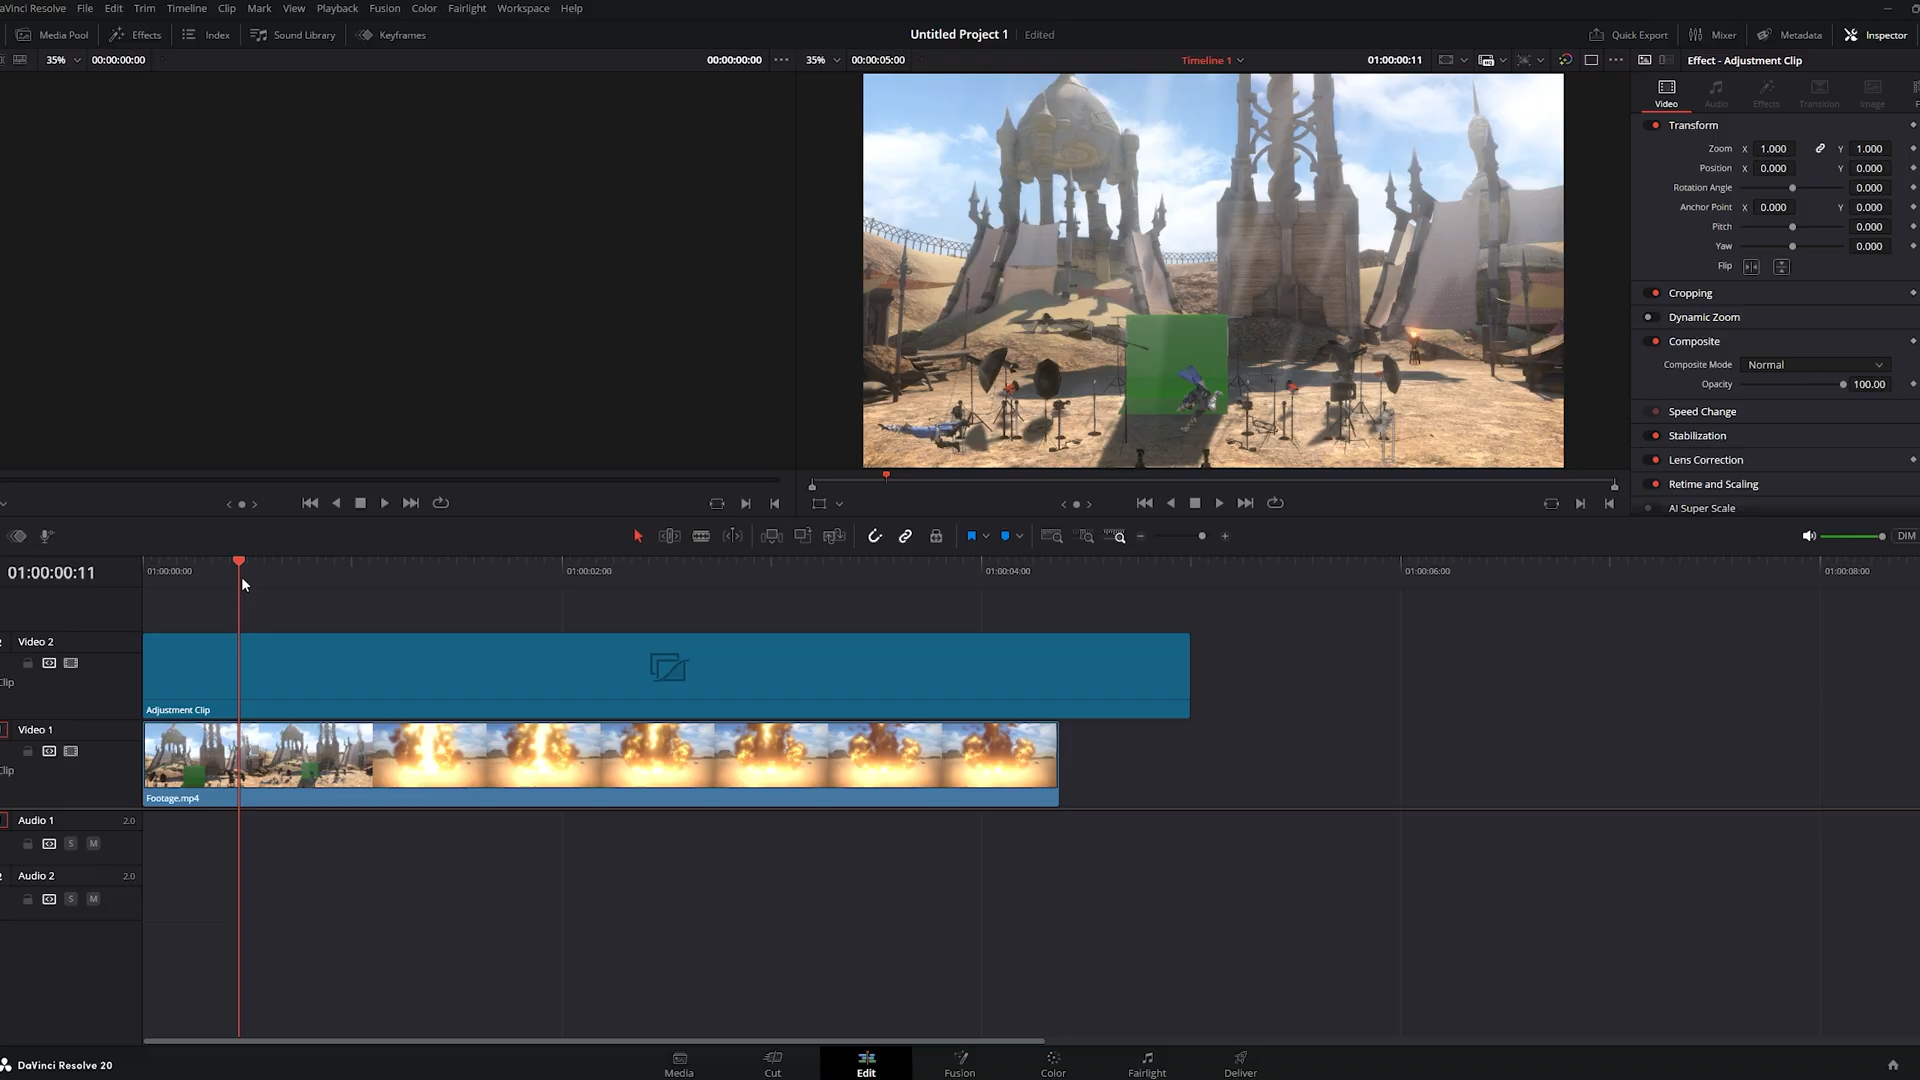 DaVinci Resolve File Edit Trim Timeline Clip Mark View Playback Fusion Color Fairlight Workspace Help
Media Pool Effects Index Sound Library Keyframes Untitled Project 1 Edited Quick Export Mixer Metadata Inspector
35% 00:00:00:00 00:00:00:00 35% 00:00:05:00 Timeline 1 01:00:00:11 Effect - Adjustment Clip
Video Audio Effects Transition Image F
Transform
Zoom X 1.000 Y 1.000
Position X 0.000 Y 0.000
Rotation Angle 0.000
Anchor Point X 0.000 Y 0.000
Pitch 0.000
Yaw 0.000
Flip
Cropping
Dynamic Zoom
Composite
Composite Mode Normal
Opacity 100.00
Speed Change
Stabilization
Lens Correction
Retime and Scaling
AI Super Scale
DIM
01:00:00:11 01:00:00:00 01:00:02:00 01:00:04:00 01:00:06:00 01:00:08:00
2 Video 2
Clip
Adjustment Clip
Video 1
Clip
Footage.mp4
Audio 1 2.0
S M
2 Audio 2 2.0
S M
DaVinci Resolve 20 Media Cut Edit Fusion Color Fairlight Deliver